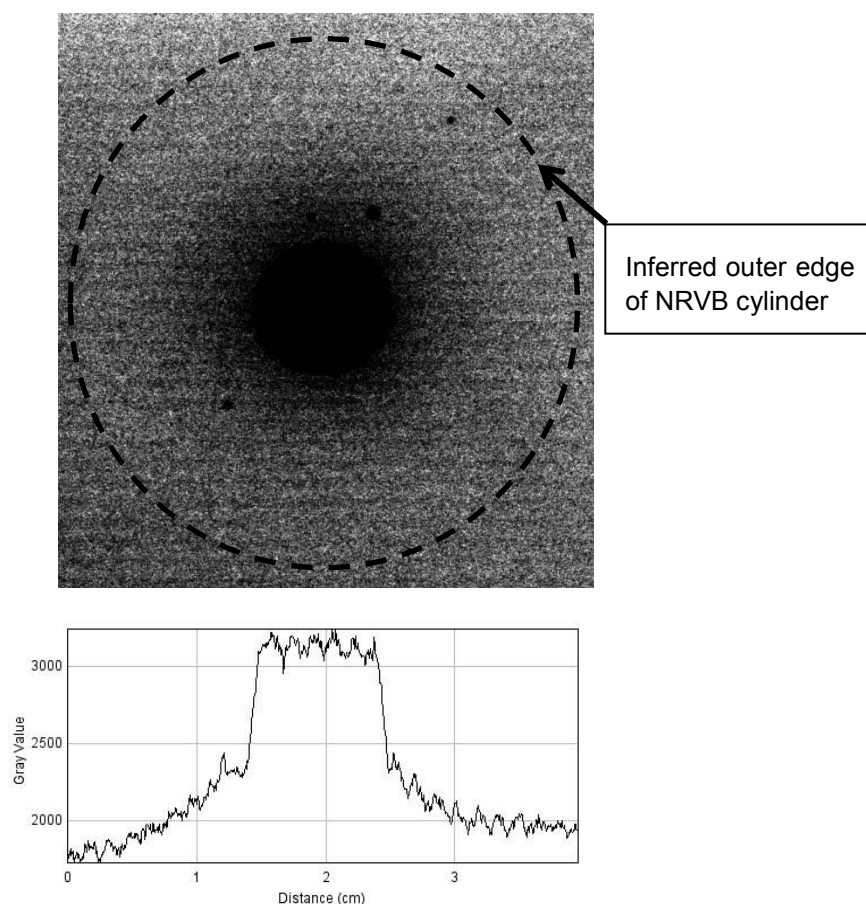 Inferred outer edge
of NRVB cylinder
3000
2500
2000
Gray Value
0
1
2
3
Distance (cm)